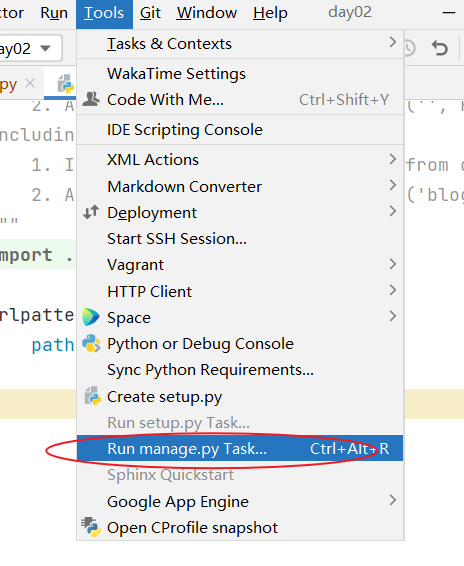 ctor Run Tools Git Window Help day02
ay02
Tasks & Contexts
.py
WakaTime Settings
2. A
('', H
Code With Me... Ctrl+Shift+Y
ncludin
IDE Scripting Console
1. I
XML Actions
from d
Markdown Converter
2. A
('blog
Deployment
""
Start SSH Session...
mport .
Vagrant
HTTP Client
rlpatte
Space
path
Python or Debug Console
Sync Python Requirements...
Create setup.py
Run setup.py Task...
Run manage.py Task... Ctrl+Alt+R
Sphinx Quickstart
Google App Engine
Open CProfile snapshot